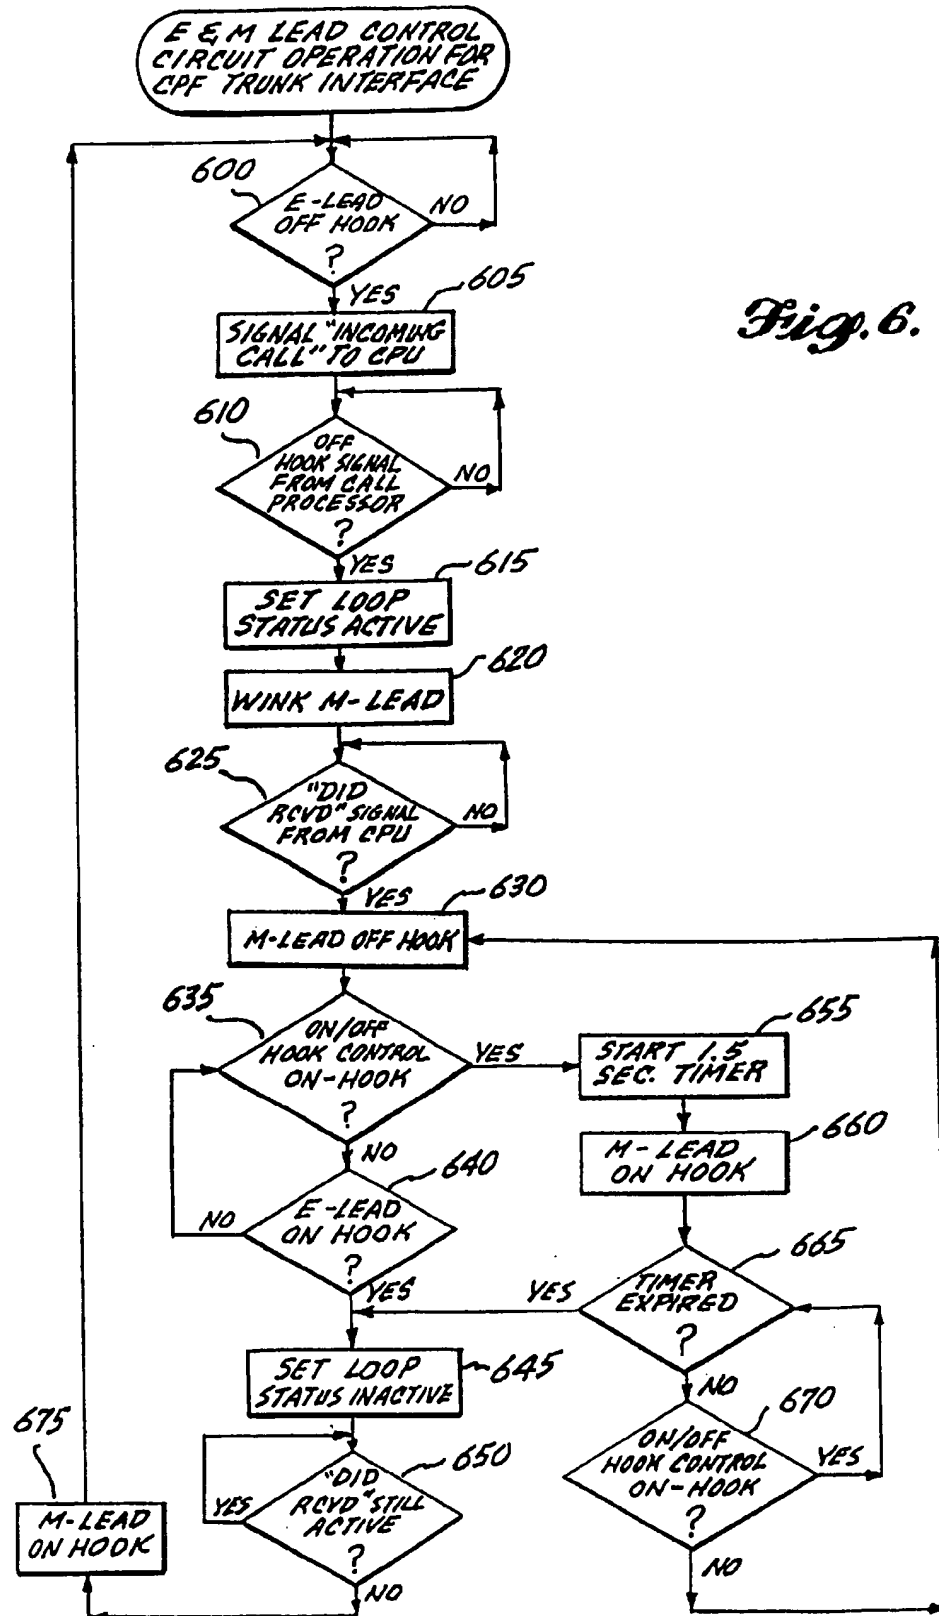 E & M LEAD CONTROL
CIRCUIT OPERATION FOR
CPF TRUNK INTERFACE
600
E-LEAD
OFF HOOK
?
NO
YES
605
SIGNAL "INCOMING
CALL" TO CPU
Fig. 6.
610
OFF
HOOK SIGNAL
FROM CALL
PROCESSOR
?
NO
YES
615
SET LOOP
STATUS ACTIVE
620
WINK M-LEAD
625
"DID
RCVD" SIGNAL
FROM CPU
?
NO
YES
630
M-LEAD OFF HOOK
635
ON/OFF
HOOK CONTROL
ON-HOOK
?
YES
NO
655
START 1.5
SEC. TIMER
660
M-LEAD
ON HOOK
640
E-LEAD
ON HOOK
?
NO
YES
665
TIMER
EXPIRED
?
YES
NO
645
SET LOOP
STATUS INACTIVE
670
ON/OFF
HOOK CONTROL
ON-HOOK
?
YES
NO
650
"DID
RCVD" STILL
ACTIVE
?
YES
NO
675
M-LEAD
ON HOOK